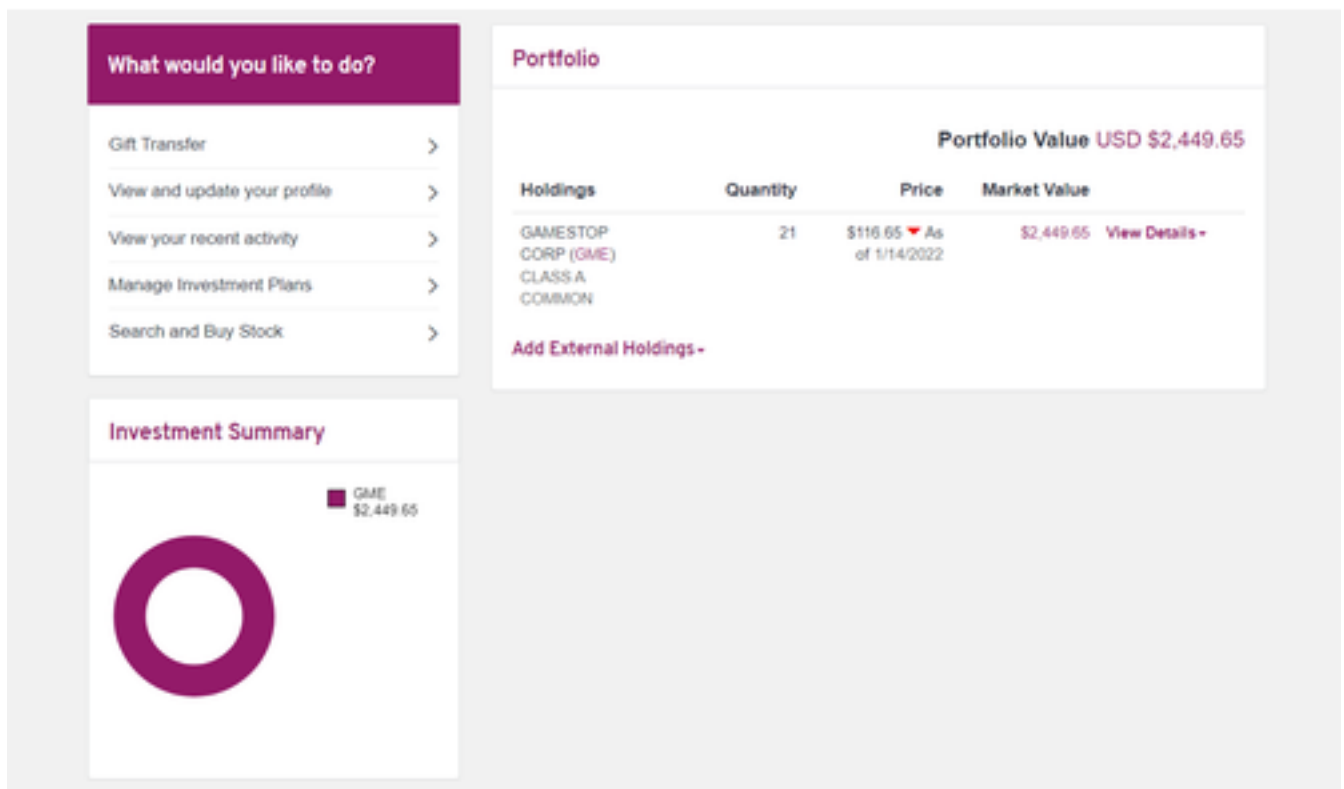 What would you like to do?
Gift Transfer
View and update your profile
View your recent activity
Manage Investment Plans
Search and Buy Stock
Portfolio
Portfolio Value USD $2,449.65
Holdings Quantity Price Market Value
GAMESTOP 21 $116.65 As $2,449.65 View Details
CORP (GME) of 1/14/2022
CLASS A
COMMON
Add External Holdings
Investment Summary
GME
$2,449.65